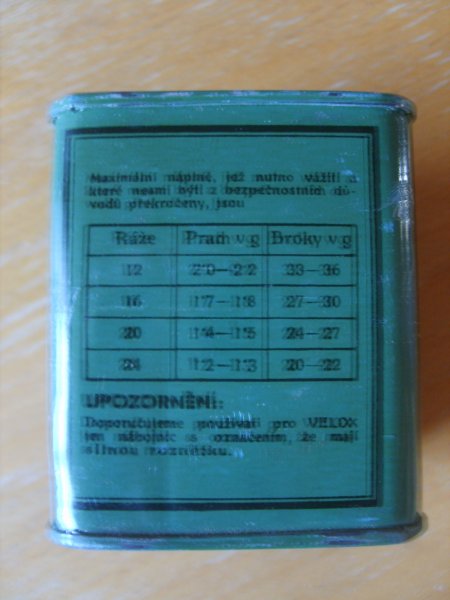 Maximální náplně, jež nutno vážiti a
které nesmí býti z bezpečnostních dů-
vodů překročeny, jsou
Ráže Prach v g Broky v g
12 2'0—2'2 33—36
16 1'7—1'8 27—30
20 1'4—1'5 24—27
24 1'2—1'3 20—22
UPOZORNĚNÍ:
Doporučujeme používati pro VELOX
jen nábojnic s označením, že mají
silnou roznětku.